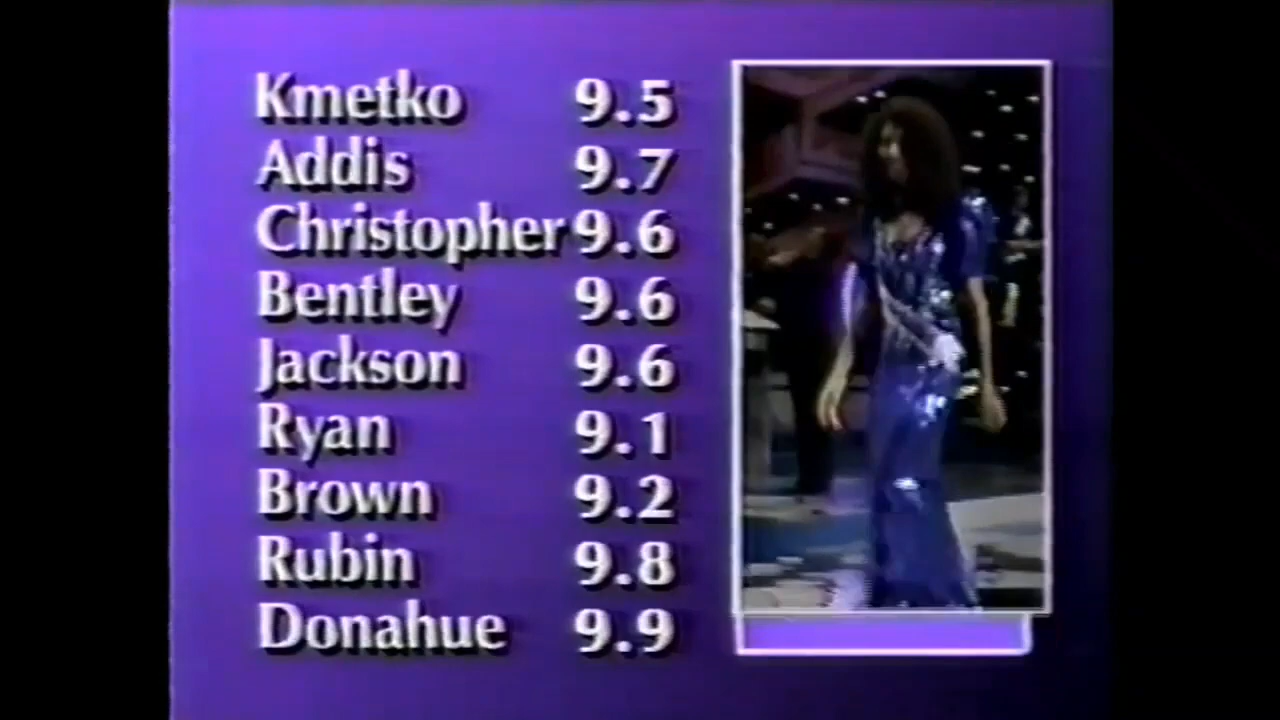 Kmetko 9.5
Addis 9.7
Christopher 9.6
Bentley 9.6
Jackson 9.6
Ryan 9.1
Brown 9.2
Rubin 9.8
Donahue 9.9